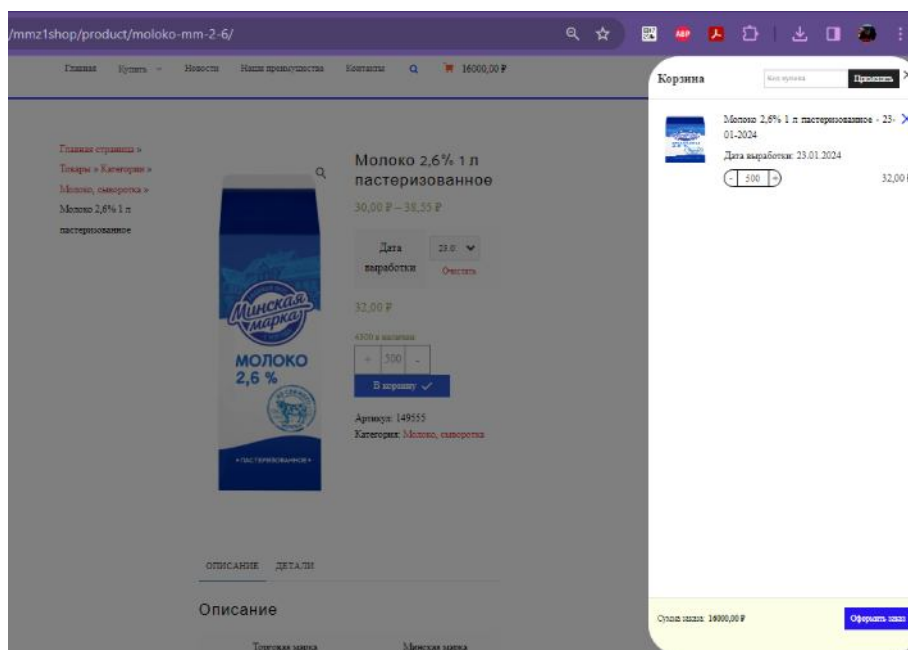 /mmz1shop/product/moloko-mm-2-6/
ABP
Главная Купить Новости Наши преимущества Контакты 16000,00 ₽
Главная страница »
Товары » Категории »
Молоко, сыворотка »
Молоко 2,6% 1 л
пастеризованное
МИНСКАЯ
МАРКА
МОЛОКО
2,6 %
• ПАСТЕРИЗОВАННОЕ •
Молоко 2,6% 1 л
пастеризованное
30,00 ₽ – 38,55 ₽
Дата
выработки
23.0
Очистить
32,00 ₽
4500 в наличии
+ 500 -
В корзину
Артикул: 149555
Категория: Молоко, сыворотка
ОПИСАНИЕ ДЕТАЛИ
Описание
Торговая марка Минская марка
Корзина
Код купона
Применить
Молоко 2,6% 1 л пастеризованное - 23-
01-2024
Дата выработки: 23.01.2024
- 500 +
32,00
Сумма заказа: 16000,00 ₽
Оформить заказ